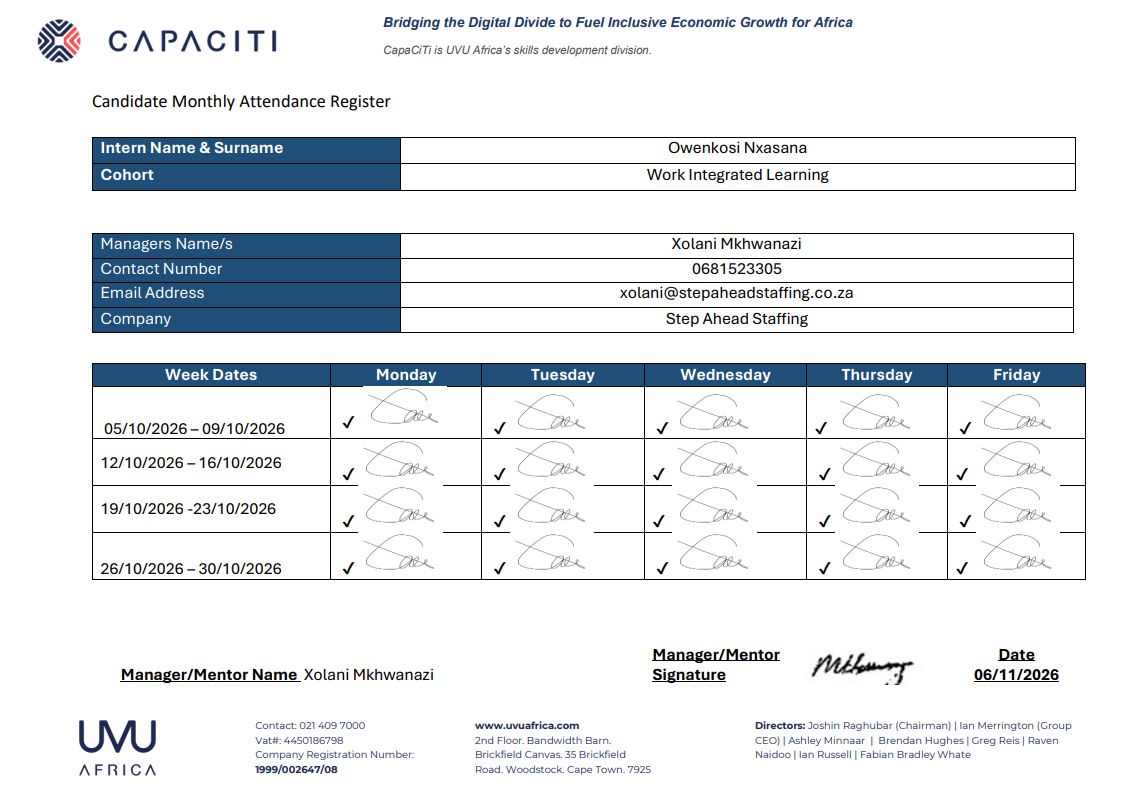 CAPACITI
Bridging the Digital Divide to Fuel Inclusive Economic Growth for Africa
CapaCiTi is UVU Africa's skills development division.
Candidate Monthly Attendance Register
Intern Name & Surname Owenkosi Nxasana
Cohort Work Integrated Learning
Managers Name/s Xolani Mkhwanazi
Contact Number 0681523305
Email Address xolani@stepaheadstaffing.co.za
Company Step Ahead Staffing
Week Dates Monday Tuesday Wednesday Thursday Friday
05/10/2026 – 09/10/2026 ✓ ✓ ✓ ✓ ✓
12/10/2026 – 16/10/2026 ✓ ✓ ✓ ✓ ✓
19/10/2026 -23/10/2026 ✓ ✓ ✓ ✓ ✓
26/10/2026 – 30/10/2026 ✓ ✓ ✓ ✓ ✓
Manager/Mentor Name Xolani Mkhwanazi
Manager/Mentor
Signature
Date
06/11/2026
UVU
AFRICA
Contact: 021 409 7000
Vat#: 4450186798
Company Registration Number:
1999/002647/08
www.uvuafrica.com
2nd Floor. Bandwidth Barn.
Brickfield Canvas. 35 Brickfield
Road. Woodstock. Cape Town. 7925
Directors: Joshin Raghubar (Chairman) | Ian Merrington (Group
CEO) | Ashley Minnaar | Brendan Hughes | Greg Reis | Raven
Naidoo | Ian Russell | Fabian Bradley Whate